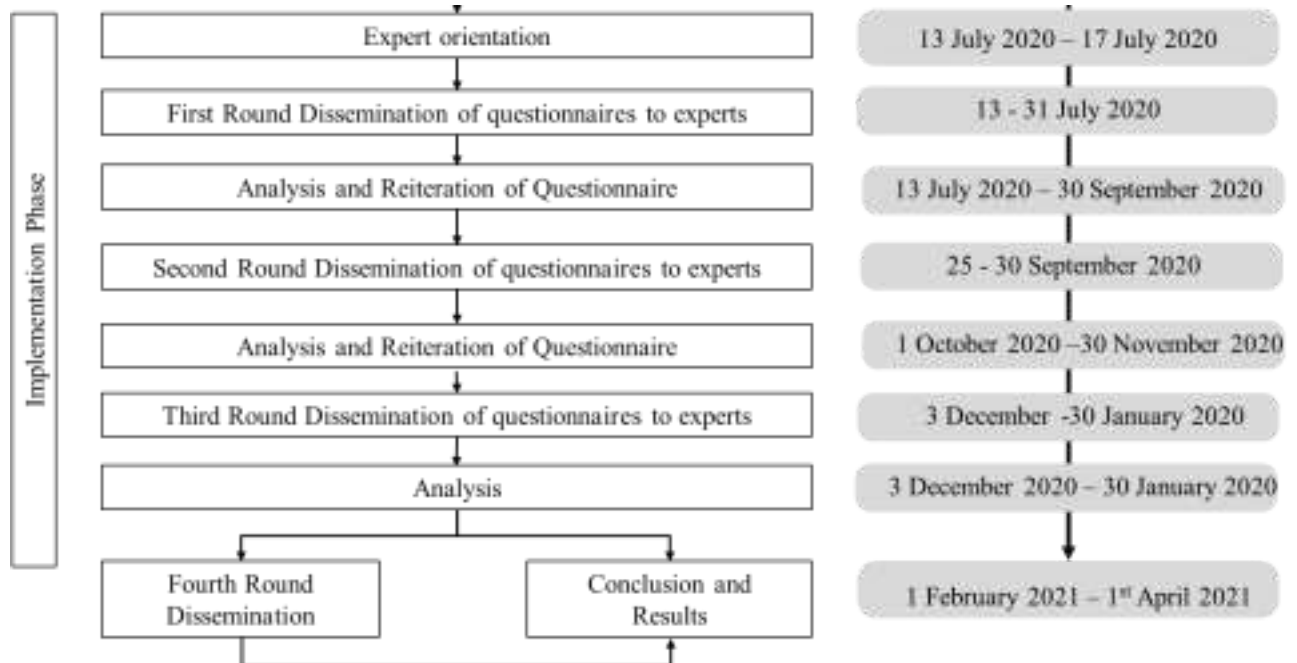 Implementation Phase
Expert orientation
13 July 2020 – 17 July 2020
First Round Dissemination of questionnaires to experts
13 - 31 July 2020
Analysis and Reiteration of Questionnaire
13 July 2020 – 30 September 2020
Second Round Dissemination of questionnaires to experts
25 - 30 September 2020
Analysis and Reiteration of Questionnaire
1 October 2020 –30 November 2020
Third Round Dissemination of questionnaires to experts
3 December -30 January 2020
Analysis
3 December 2020 – 30 January 2020
Fourth Round
Dissemination
Conclusion and
Results
1 February 2021 – 1st April 2021